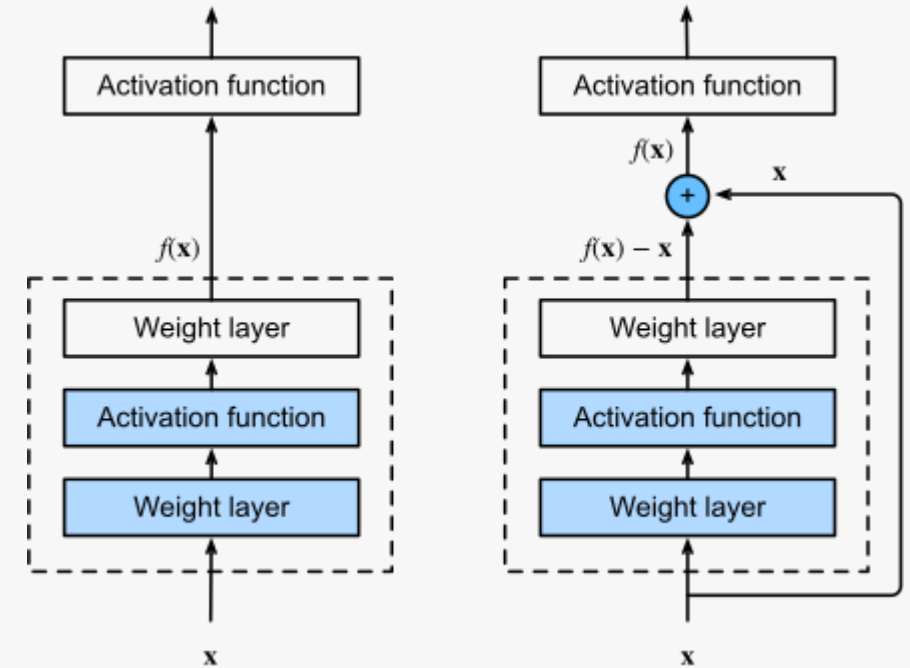 Activation function
f(x)
Weight layer
Activation function
Weight layer
x
Activation function
f(x)
x
+
f(x) − x
Weight layer
Activation function
Weight layer
x